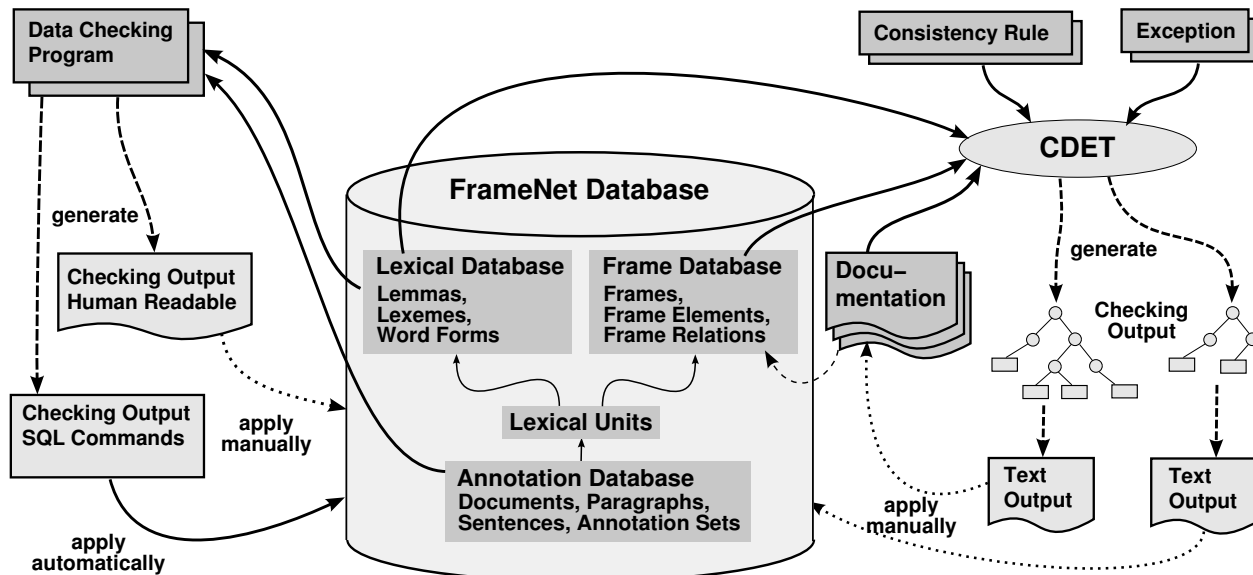 Data Checking
Program
Consistency Rule
Exception
CDET
FrameNet Database
generate
generate
Checking Output
Human Readable
Lexical Database
Lemmas,
Lexemes,
Word Forms
Frame Database
Frames,
Frame Elements,
Frame Relations
Docu–
mentation
Checking
Output
Checking Output
SQL Commands
apply
manually
Lexical Units
Annotation Database
Documents, Paragraphs,
Sentences, Annotation Sets
Text
Output
Text
Output
apply
manually
apply
automatically